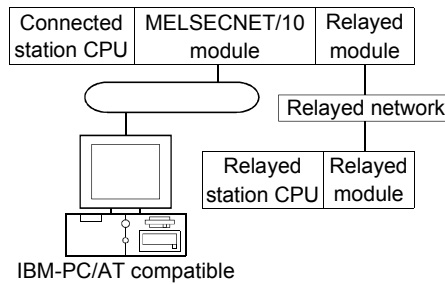 Connected station CPU
MELSECNET/10 module
Relayed module
Relayed network
Relayed station CPU
Relayed module
IBM-PC/AT compatible